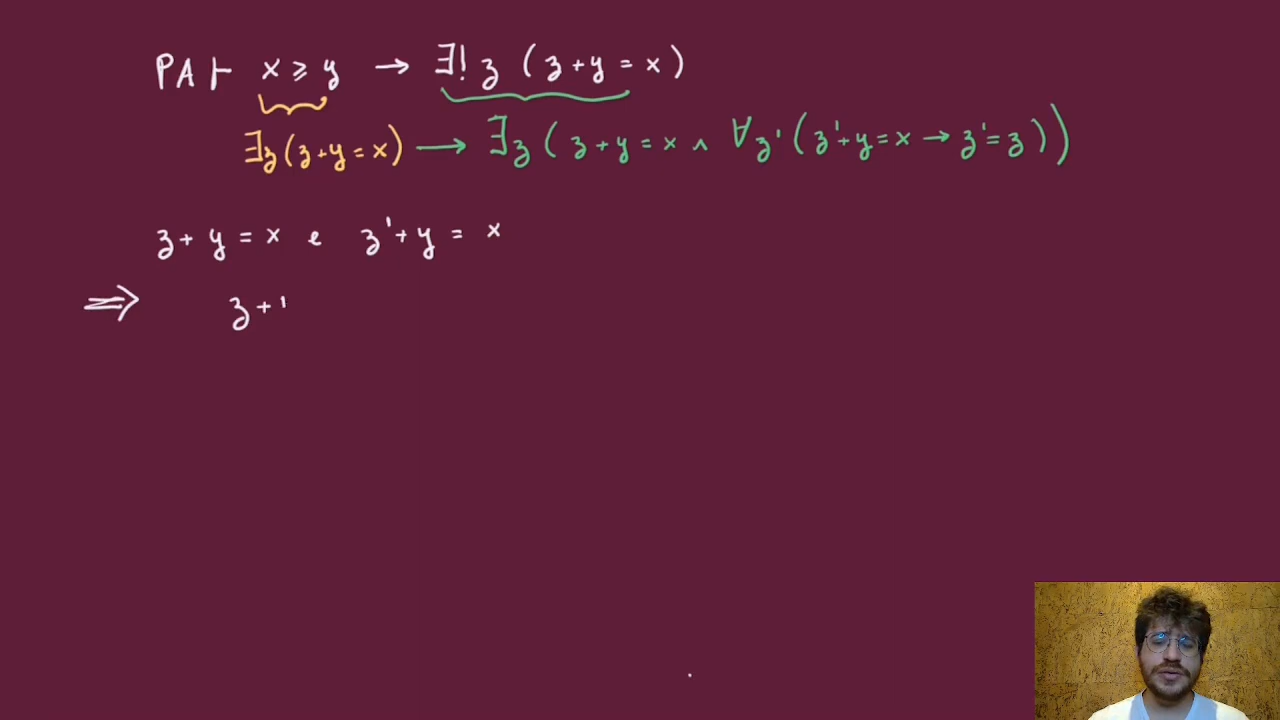 PA ⊢ x ≥ y → ∃! z (z + y = x)
∃z (z + y = x) → ∃z (z + y = x ∧ ∀z' (z' + y = x → z' = z))
z + y = x e z' + y = x
⇒ z + '